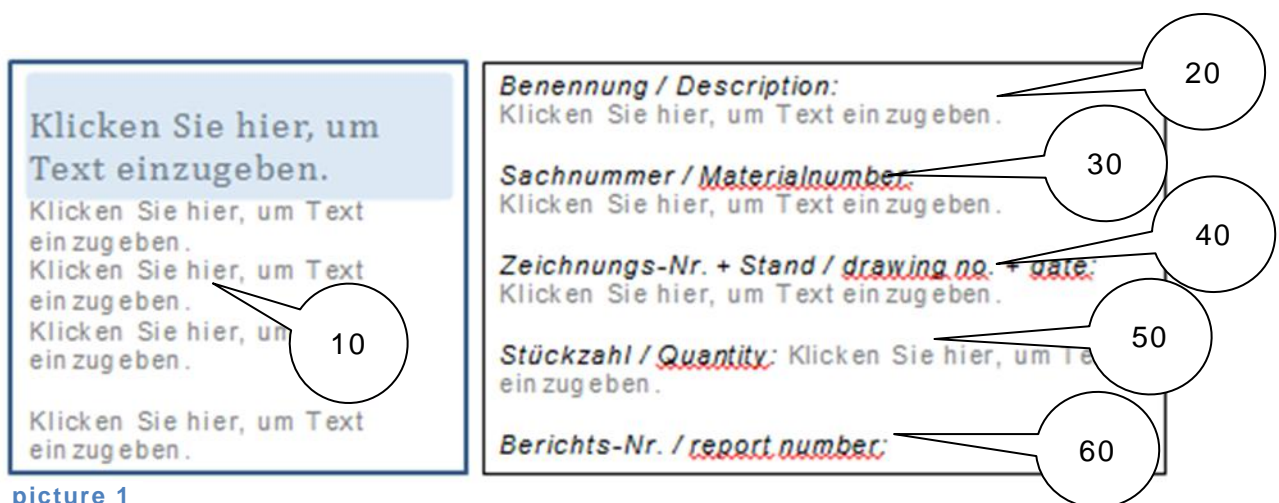 Klicken Sie hier, um
Text einzugeben.
Klicken Sie hier, um Text
einzugeben.
Klicken Sie hier, um Text
einzugeben.
Klicken Sie hier, um
einzugeben.
Klicken Sie hier, um Text
einzugeben.
10
Benennung / Description:
Klicken Sie hier, um Text einzugeben.
20
Sachnummer / Materialnumber:
Klicken Sie hier, um Text einzugeben.
30
Zeichnungs-Nr. + Stand / drawing no. + date:
Klicken Sie hier, um Text einzugeben.
40
Stückzahl / Quantity: Klicken Sie hier, um
einzugeben.
50
Berichts-Nr. / report number:
60
picture 1